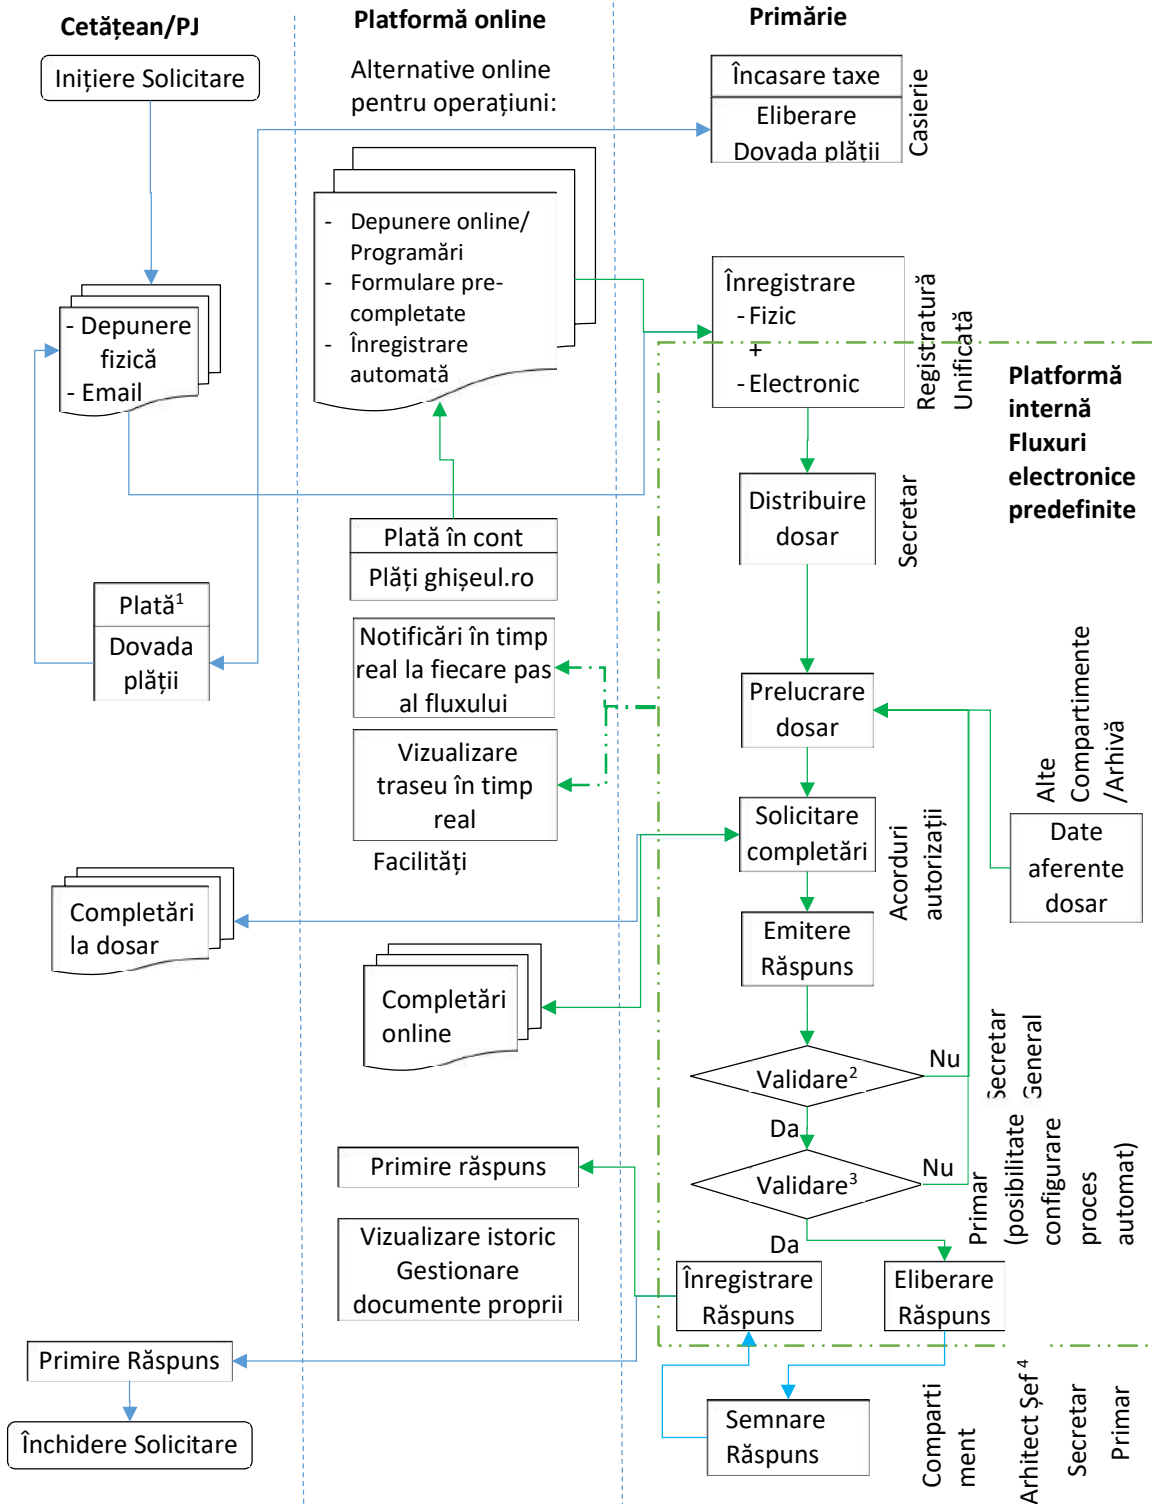 Cetățean/PJ
Platformă online
Primărie
Inițiere Solicitare
Alternative online
pentru operațiuni:
Încasare taxe
Eliberare
Dovada plății
Casierie
- Depunere online/
Programări
- Formulare pre-
completate
- Înregistrare
automată
- Depunere
fizică
- Email
Înregistrare
- Fizic
+
- Electronic
Registratură
Unificată
Platformă
internă
Fluxuri
electronice
predefinite
Distribuire
dosar
Secretar
Plată în cont
Plăți ghișeul.ro
Plată¹
Dovada
plății
Notificări în timp
real la fiecare pas
al fluxului
Vizualizare
traseu în timp
real
Facilități
Prelucrare
dosar
Solicitare
completări
Acorduri
autorizații
Alte
Compartimente
/Arhivă
Date
aferente
dosar
Completări
la dosar
Emitere
Răspuns
Completări
online
Validare²
Nu
Da
Secretar
General
Validare³
Nu
Da
Primar
(posibilitate
configurare
proces
automat)
Primire răspuns
Vizualizare istoric
Gestionare
documente proprii
Înregistrare
Răspuns
Eliberare
Răspuns
Primire Răspuns
Închidere Solicitare
Semnare
Răspuns
Comparti
ment
Arhitect Șef ⁴
Secretar
Primar